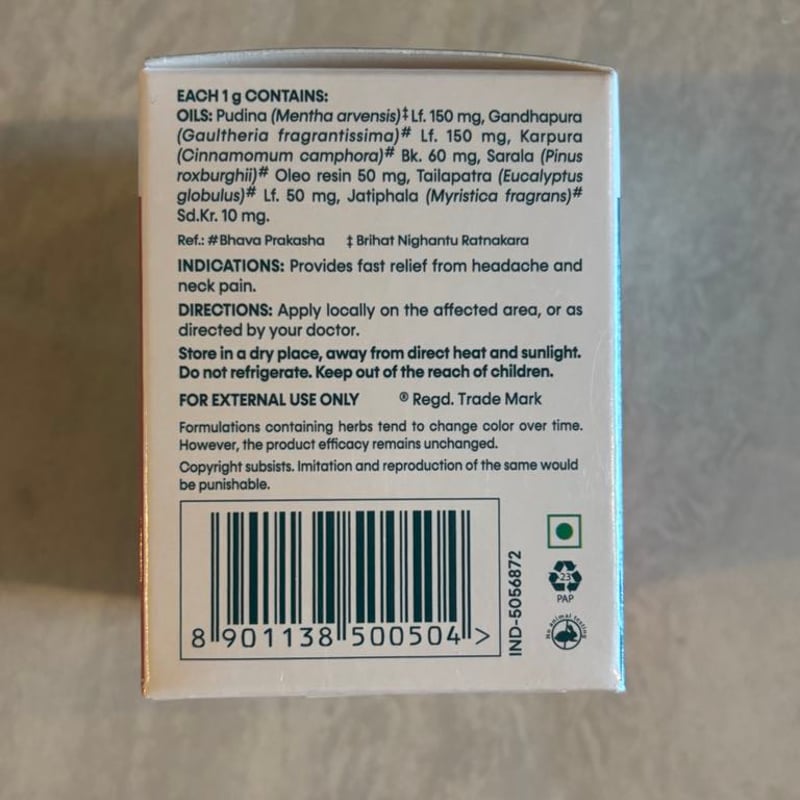 EACH 1 g CONTAINS:
OILS: Pudina (Mentha arvensis)‡ Lf. 150 mg, Gandhapura
(Gaultheria fragrantissima)# Lf. 150 mg, Karpura
(Cinnamomum camphora)# Bk. 60 mg, Sarala (Pinus
roxburghii)# Oleo resin 50 mg, Tailapatra (Eucalyptus
globulus)# Lf. 50 mg, Jatiphala (Myristica fragrans)#
Sd.Kr. 10 mg.
Ref.: #Bhava Prakasha ‡ Brihat Nighantu Ratnakara
INDICATIONS: Provides fast relief from headache and
neck pain.
DIRECTIONS: Apply locally on the affected area, or as
directed by your doctor.
Store in a dry place, away from direct heat and sunlight.
Do not refrigerate. Keep out of the reach of children.
FOR EXTERNAL USE ONLY ® Regd. Trade Mark
Formulations containing herbs tend to change color over time.
However, the product efficacy remains unchanged.
Copyright subsists. Imitation and reproduction of the same would
be punishable.
8 901138 500504 >
IND-5056872
23
PAP
No animal testing